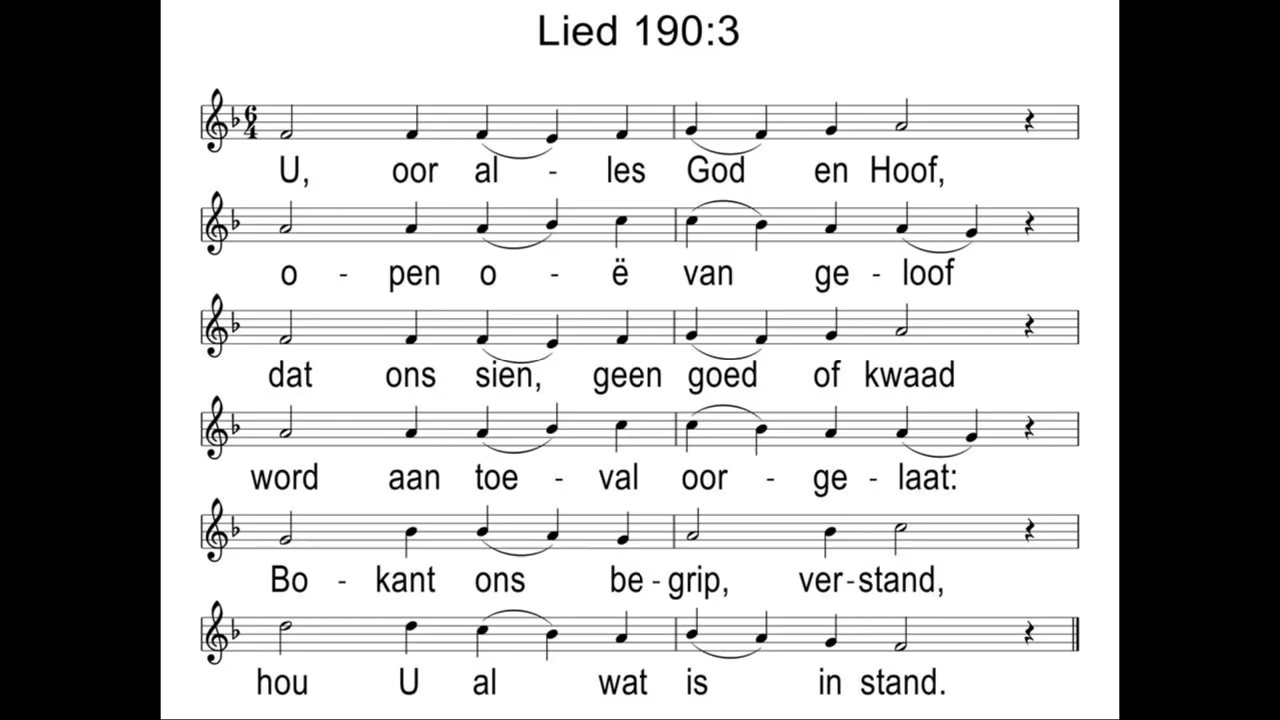 Lied 190:3
6
4
U, oor al - les God en Hoof,
o - pen o - ë van ge - loof
dat ons sien, geen goed of kwaad
word aan toe - val oor - ge - laat:
Bo - kant ons be - grip, ver - stand,
hou U al wat is in stand.